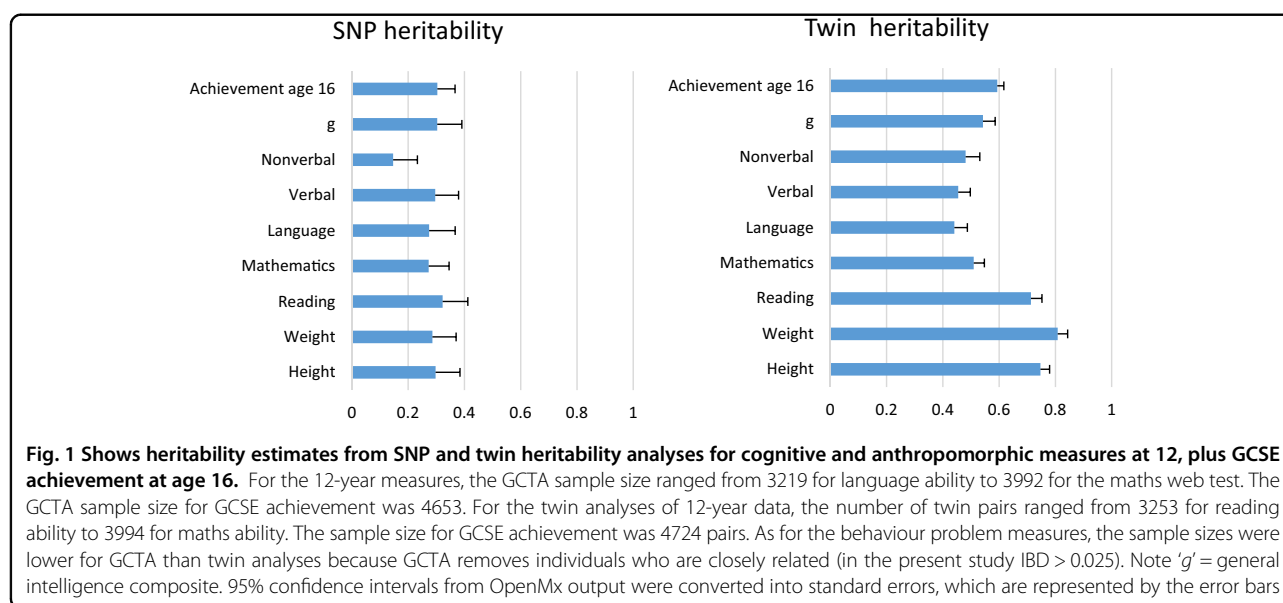 SNP heritability
Achievement age 16
g
Nonverbal
Verbal
Language
Mathematics
Reading
Weight
Height
0 0.2 0.4 0.6 0.8 1
Twin heritability
Achievement age 16
g
Nonverbal
Verbal
Language
Mathematics
Reading
Weight
Height
0 0.2 0.4 0.6 0.8 1
Fig. 1 Shows heritability estimates from SNP and twin heritability analyses for cognitive and anthropomorphic measures at 12, plus GCSE
achievement at age 16. For the 12-year measures, the GCTA sample size ranged from 3219 for language ability to 3992 for the maths web test. The
GCTA sample size for GCSE achievement was 4653. For the twin analyses of 12-year data, the number of twin pairs ranged from 3253 for reading
ability to 3994 for maths ability. The sample size for GCSE achievement was 4724 pairs. As for the behaviour problem measures, the sample sizes were
lower for GCTA than twin analyses because GCTA removes individuals who are closely related (in the present study IBD > 0.025). Note ‘g’ = general
intelligence composite. 95% confidence intervals from OpenMx output were converted into standard errors, which are represented by the error bars